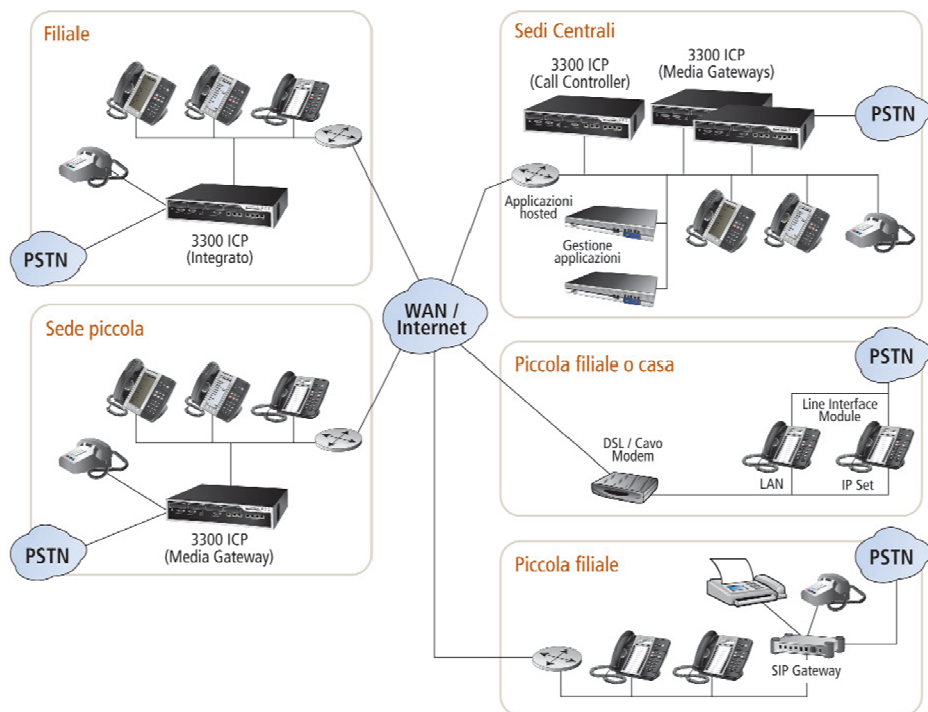 Filiale
3300 ICP
(Integrato)
PSTN
Sede piccola
3300 ICP
(Media Gateway)
PSTN
WAN /
Internet
Sedi Centrali
3300 ICP
(Call Controller)
3300 ICP
(Media Gateways)
PSTN
Applicazioni
hosted
Gestione
applicazioni
Piccola filiale o casa
PSTN
Line Interface
Module
DSL / Cavo
Modem
LAN
IP Set
Piccola filiale
PSTN
SIP Gateway